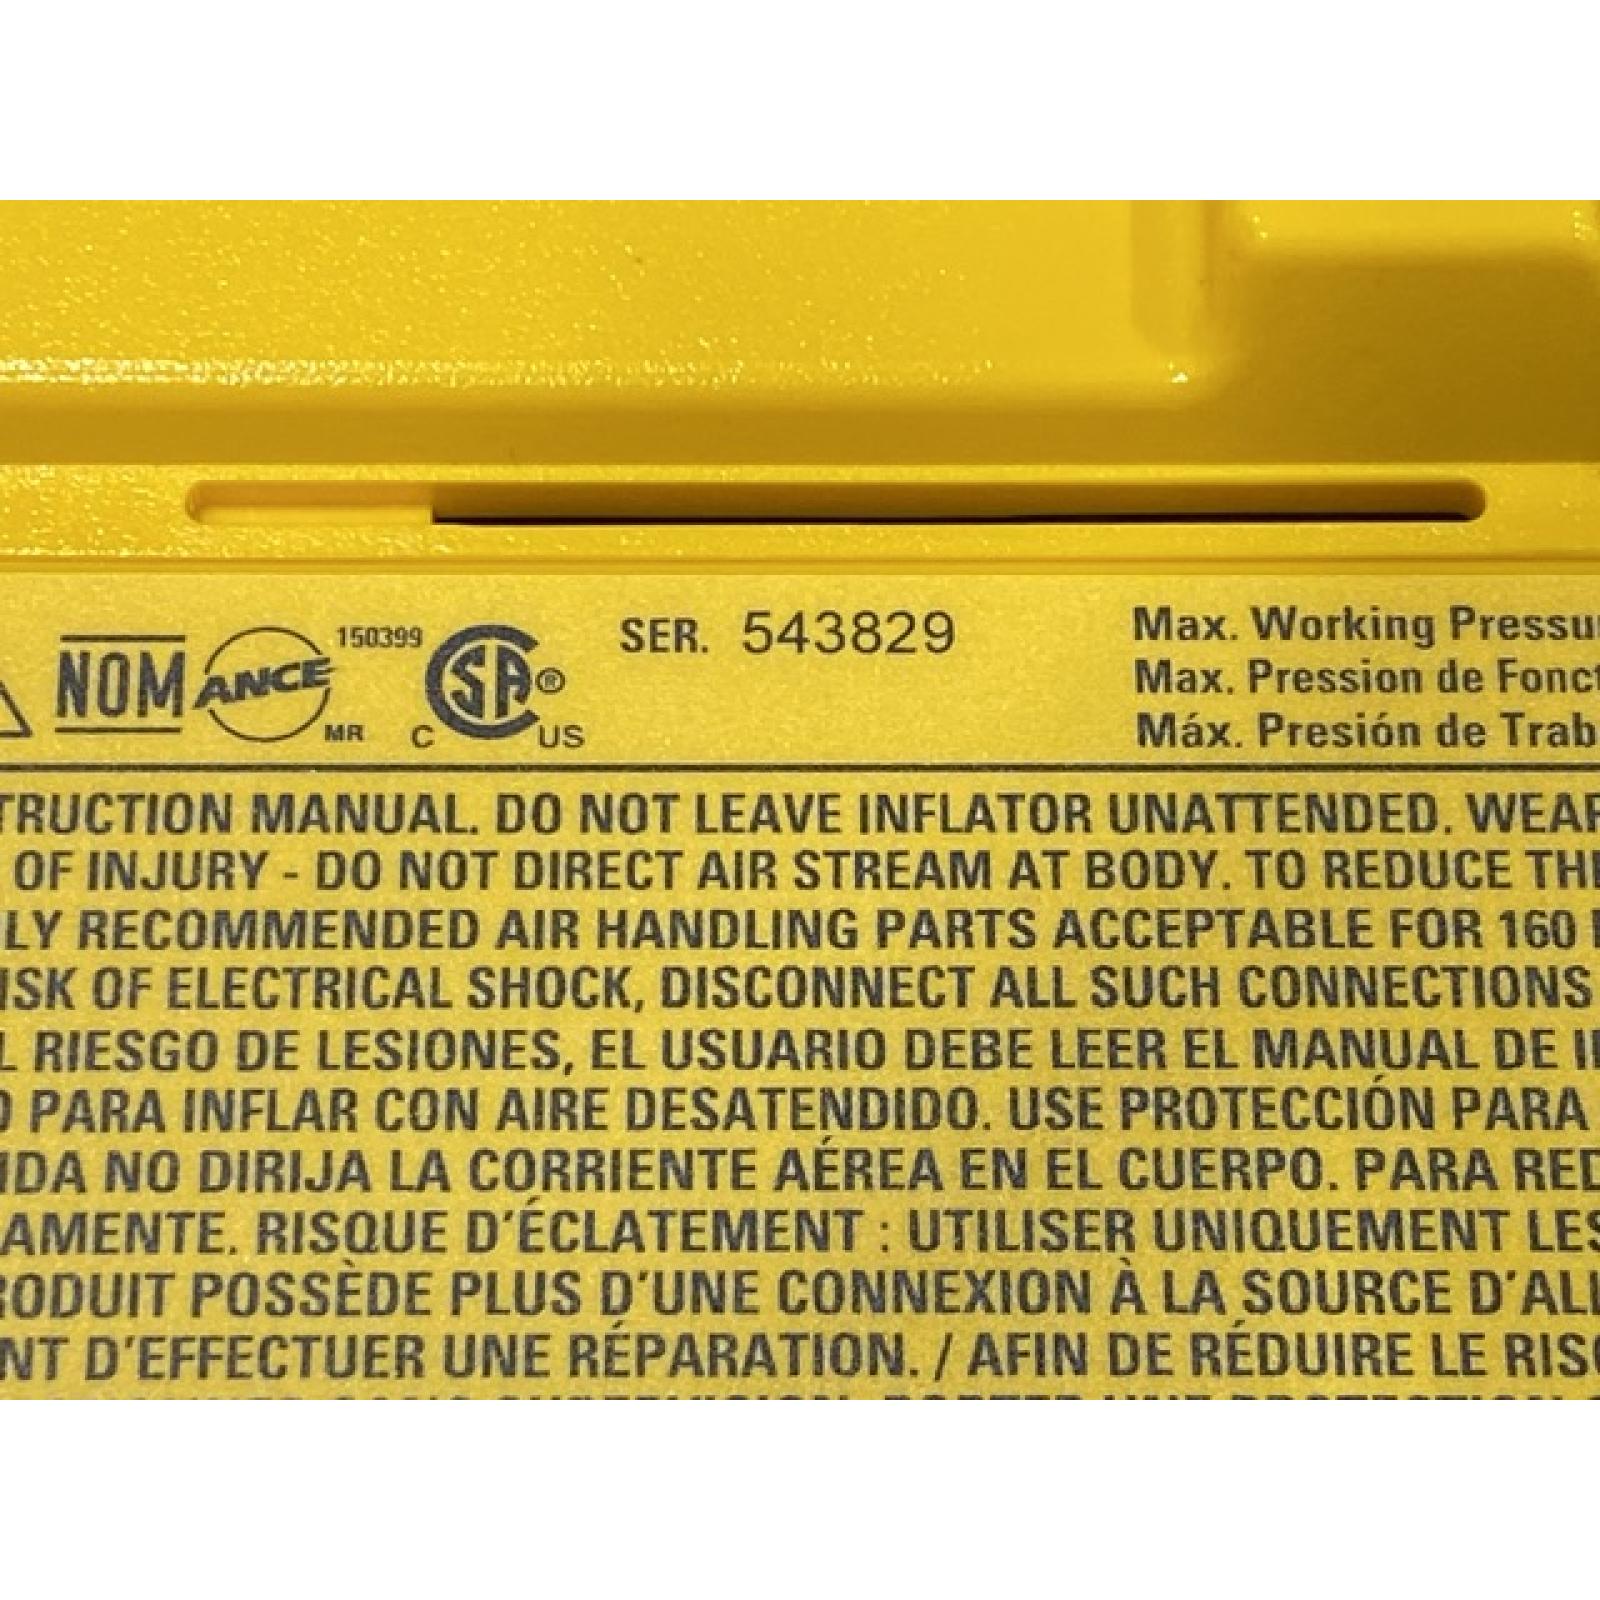 NOM ANCE 150399 MR
C SA ® US
SER. 543829
Max. Working Pressu
Max. Pression de Fonct
Máx. Presión de Trab
TRUCTION MANUAL. DO NOT LEAVE INFLATOR UNATTENDED. WEAR
OF INJURY - DO NOT DIRECT AIR STREAM AT BODY. TO REDUCE THE
LY RECOMMENDED AIR HANDLING PARTS ACCEPTABLE FOR 160
ISK OF ELECTRICAL SHOCK, DISCONNECT ALL SUCH CONNECTIONS
L RIESGO DE LESIONES, EL USUARIO DEBE LEER EL MANUAL DE I
O PARA INFLAR CON AIRE DESATENDIDO. USE PROTECCIÓN PARA
IDA NO DIRIJA LA CORRIENTE AÉREA EN EL CUERPO. PARA RED
AMENTE. RISQUE D'ÉCLATEMENT : UTILISER UNIQUEMENT LES
RODUIT POSSÈDE PLUS D'UNE CONNEXION À LA SOURCE D'ALI
NT D'EFFECTUER UNE RÉPARATION. / AFIN DE RÉDUIRE LE RISQ